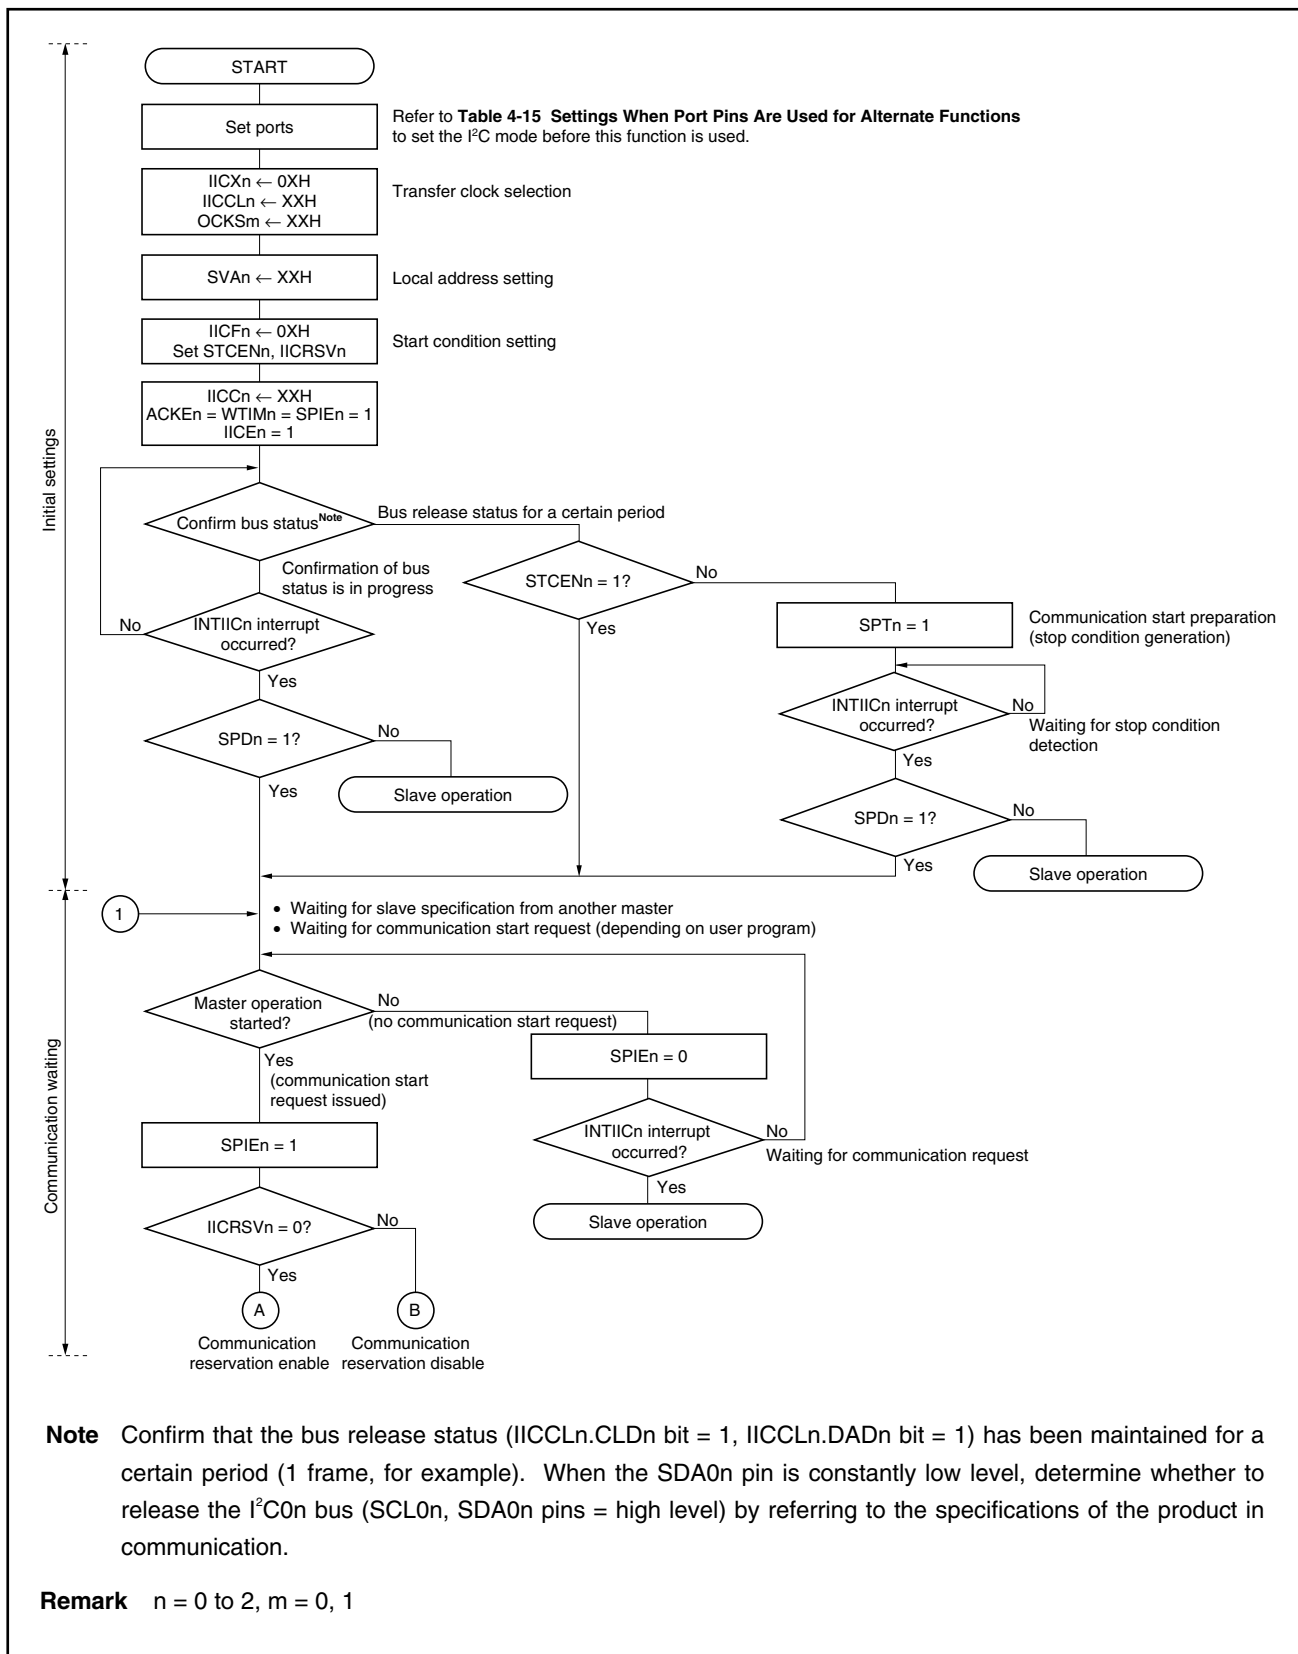 START
Set ports
Refer to Table 4-15 Settings When Port Pins Are Used for Alternate Functions
to set the I²C mode before this function is used.
IICXn ← 0XH
IICCLn ← XXH
OCKSm ← XXH
Transfer clock selection
SVAn ← XXH
Local address setting
IICFn ← 0XH
Set STCENn, IICRSVn
Start condition setting
IICCn ← XXH
ACKEn = WTIMn = SPIEn = 1
IICEn = 1
Initial settings
Confirm bus status^Note
Bus release status for a certain period
Confirmation of bus
status is in progress
STCENn = 1?
No
Yes
No
INTIICn interrupt
occurred?
Yes
SPTn = 1
Communication start preparation
(stop condition generation)
INTIICn interrupt
occurred?
No
Waiting for stop condition
detection
Yes
SPDn = 1?
No
Yes
Slave operation
SPDn = 1?
No
Yes
Slave operation
1
• Waiting for slave specification from another master
• Waiting for communication start request (depending on user program)
Communication waiting
Master operation
started?
No
(no communication start request)
Yes
(communication start
request issued)
SPIEn = 0
SPIEn = 1
INTIICn interrupt
occurred?
No
Waiting for communication request
Yes
Slave operation
IICRSVn = 0?
No
Yes
A
B
Communication
reservation enable
Communication
reservation disable
Note Confirm that the bus release status (IICCLn.CLDn bit = 1, IICCLn.DADn bit = 1) has been maintained for a
certain period (1 frame, for example). When the SDA0n pin is constantly low level, determine whether to
release the I²C0n bus (SCL0n, SDA0n pins = high level) by referring to the specifications of the product in
communication.
Remark n = 0 to 2, m = 0, 1